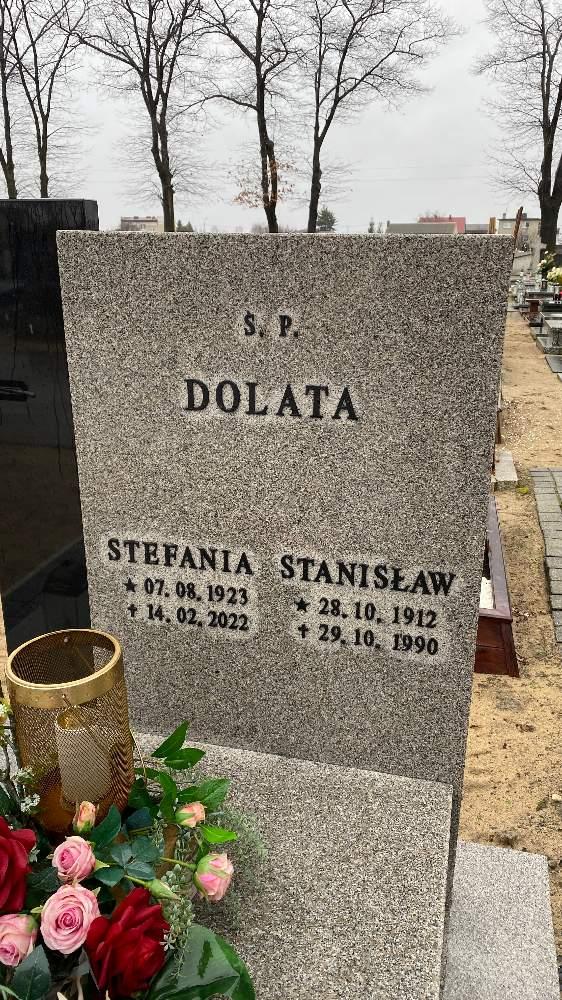 Ś. P.
DOLATA
STEFANIA
★ 07. 08. 1923
✝ 14. 02. 2022
STANISŁAW
★ 28. 10. 1912
✝ 29. 10. 1990